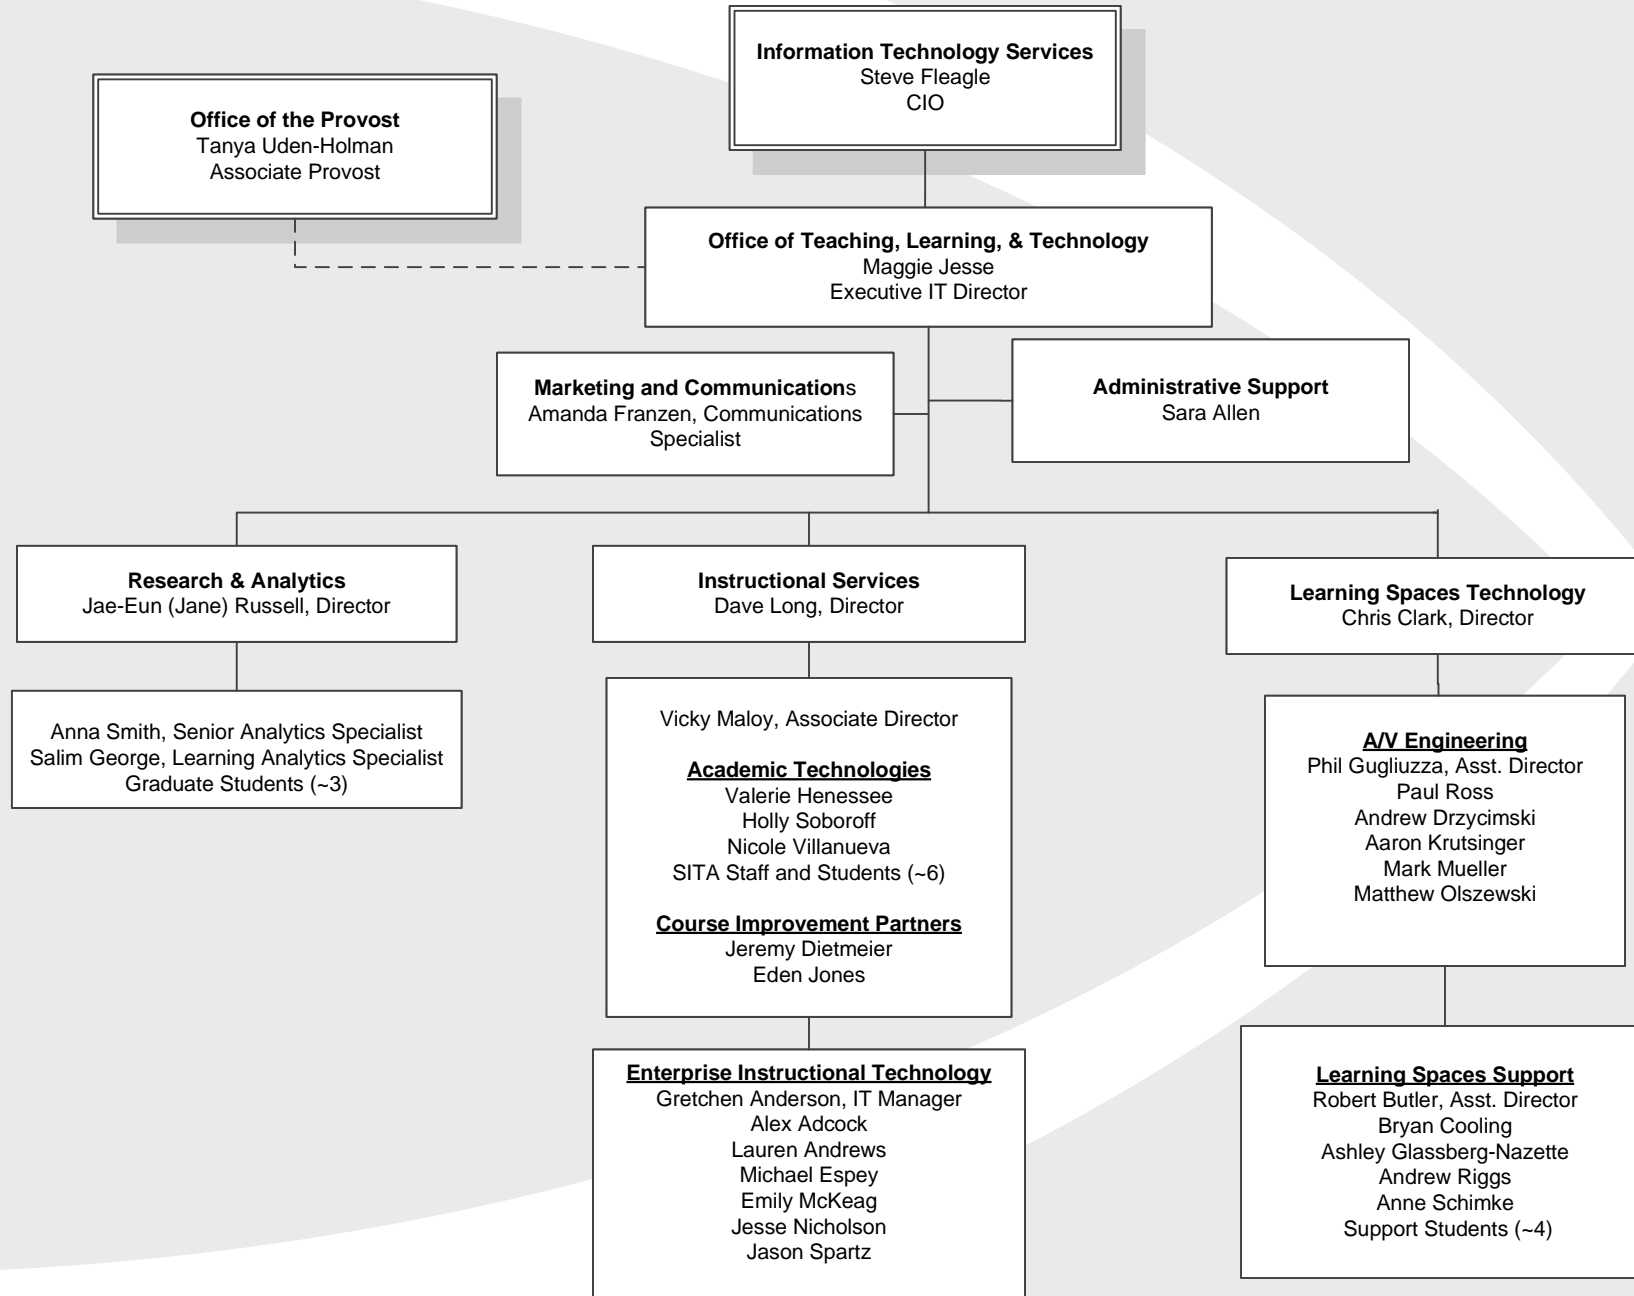 Information Technology Services
Steve Fleagle
CIO
Office of the Provost
Tanya Uden-Holman
Associate Provost
Office of Teaching, Learning, & Technology
Maggie Jesse
Executive IT Director
Marketing and Communications
Amanda Franzen, Communications
Specialist
Administrative Support
Sara Allen
Research & Analytics
Jae-Eun (Jane) Russell, Director
Anna Smith, Senior Analytics Specialist
Salim George, Learning Analytics Specialist
Graduate Students (~3)
Instructional Services
Dave Long, Director
Vicky Maloy, Associate Director
Academic Technologies
Valerie Henessee
Holly Soboroff
Nicole Villanueva
SITA Staff and Students (~6)
Course Improvement Partners
Jeremy Dietmeier
Eden Jones
Enterprise Instructional Technology
Gretchen Anderson, IT Manager
Alex Adcock
Lauren Andrews
Michael Espey
Emily McKeag
Jesse Nicholson
Jason Spartz
Learning Spaces Technology
Chris Clark, Director
A/V Engineering
Phil Gugliuzza, Asst. Director
Paul Ross
Andrew Drzycimski
Aaron Krutsinger
Mark Mueller
Matthew Olszewski
Learning Spaces Support
Robert Butler, Asst. Director
Bryan Cooling
Ashley Glassberg-Nazette
Andrew Riggs
Anne Schimke
Support Students (~4)